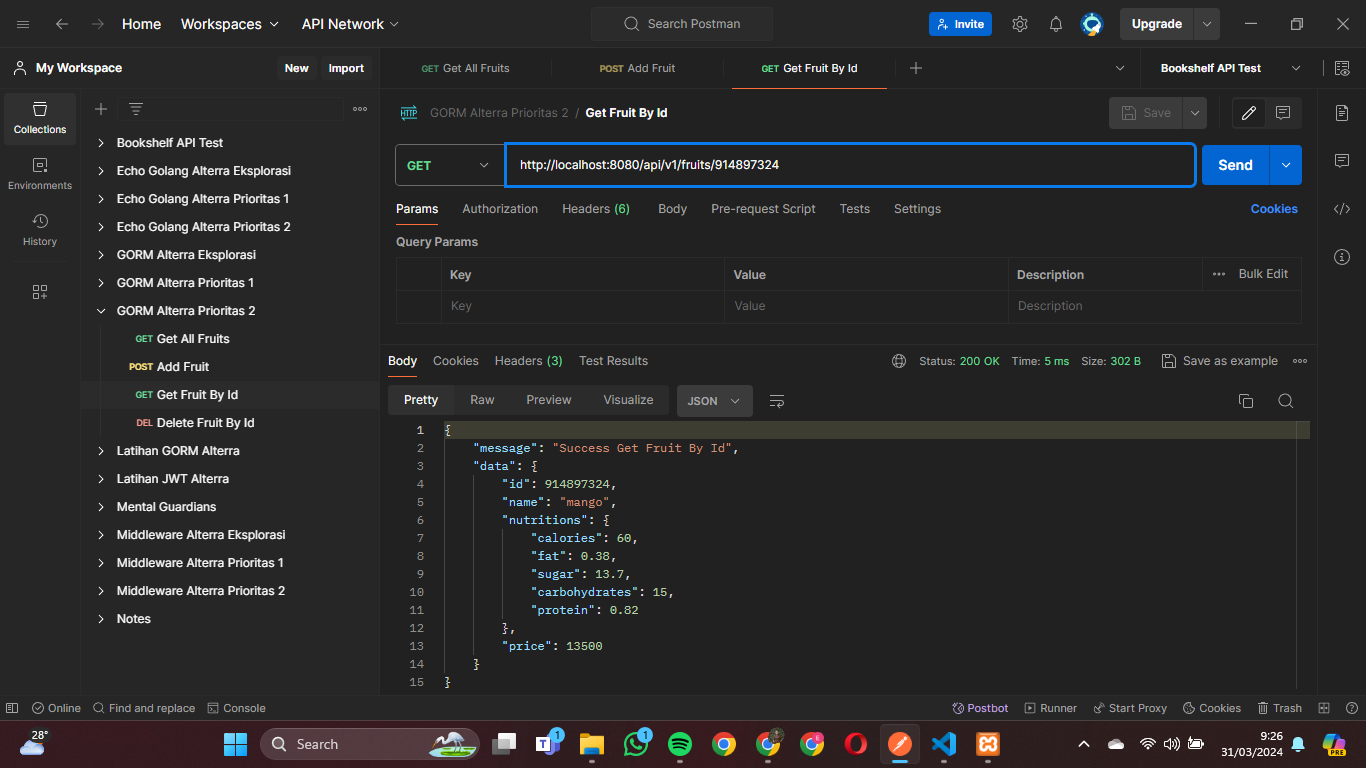 Home Workspaces API Network Search Postman Invite Upgrade
My Workspace New Import GET Get All Fruits POST Add Fruit GET Get Fruit By Id Bookshelf API Test
Collections
Environments
History
Bookshelf API Test
Echo Golang Alterra Eksplorasi
Echo Golang Alterra Prioritas 1
Echo Golang Alterra Prioritas 2
GORM Alterra Eksplorasi
GORM Alterra Prioritas 1
GORM Alterra Prioritas 2
GET Get All Fruits
POST Add Fruit
GET Get Fruit By Id
DEL Delete Fruit By Id
Latihan GORM Alterra
Latihan JWT Alterra
Mental Guardians
Middleware Alterra Eksplorasi
Middleware Alterra Prioritas 1
Middleware Alterra Prioritas 2
Notes
HTTP GORM Alterra Prioritas 2 / Get Fruit By Id Save
GET http://localhost:8080/api/v1/fruits/914897324 Send
Params Authorization Headers (6) Body Pre-request Script Tests Settings Cookies
Query Params
Key Value Description Bulk Edit
Key Value Description
Body Cookies Headers (3) Test Results Status: 200 OK Time: 5 ms Size: 302 B Save as example
Pretty Raw Preview Visualize JSON
1 {
2 "message": "Success Get Fruit By Id",
3 "data": {
4 "id": 914897324,
5 "name": "mango",
6 "nutritions": {
7 "calories": 60,
8 "fat": 0.38,
9 "sugar": 13.7,
10 "carbohydrates": 15,
11 "protein": 0.82
12 },
13 "price": 13500
14 }
15 }
Online Find and replace Console Postbot Runner Start Proxy Cookies Trash
28° Search 1 1 9:26
31/03/2024
PRE